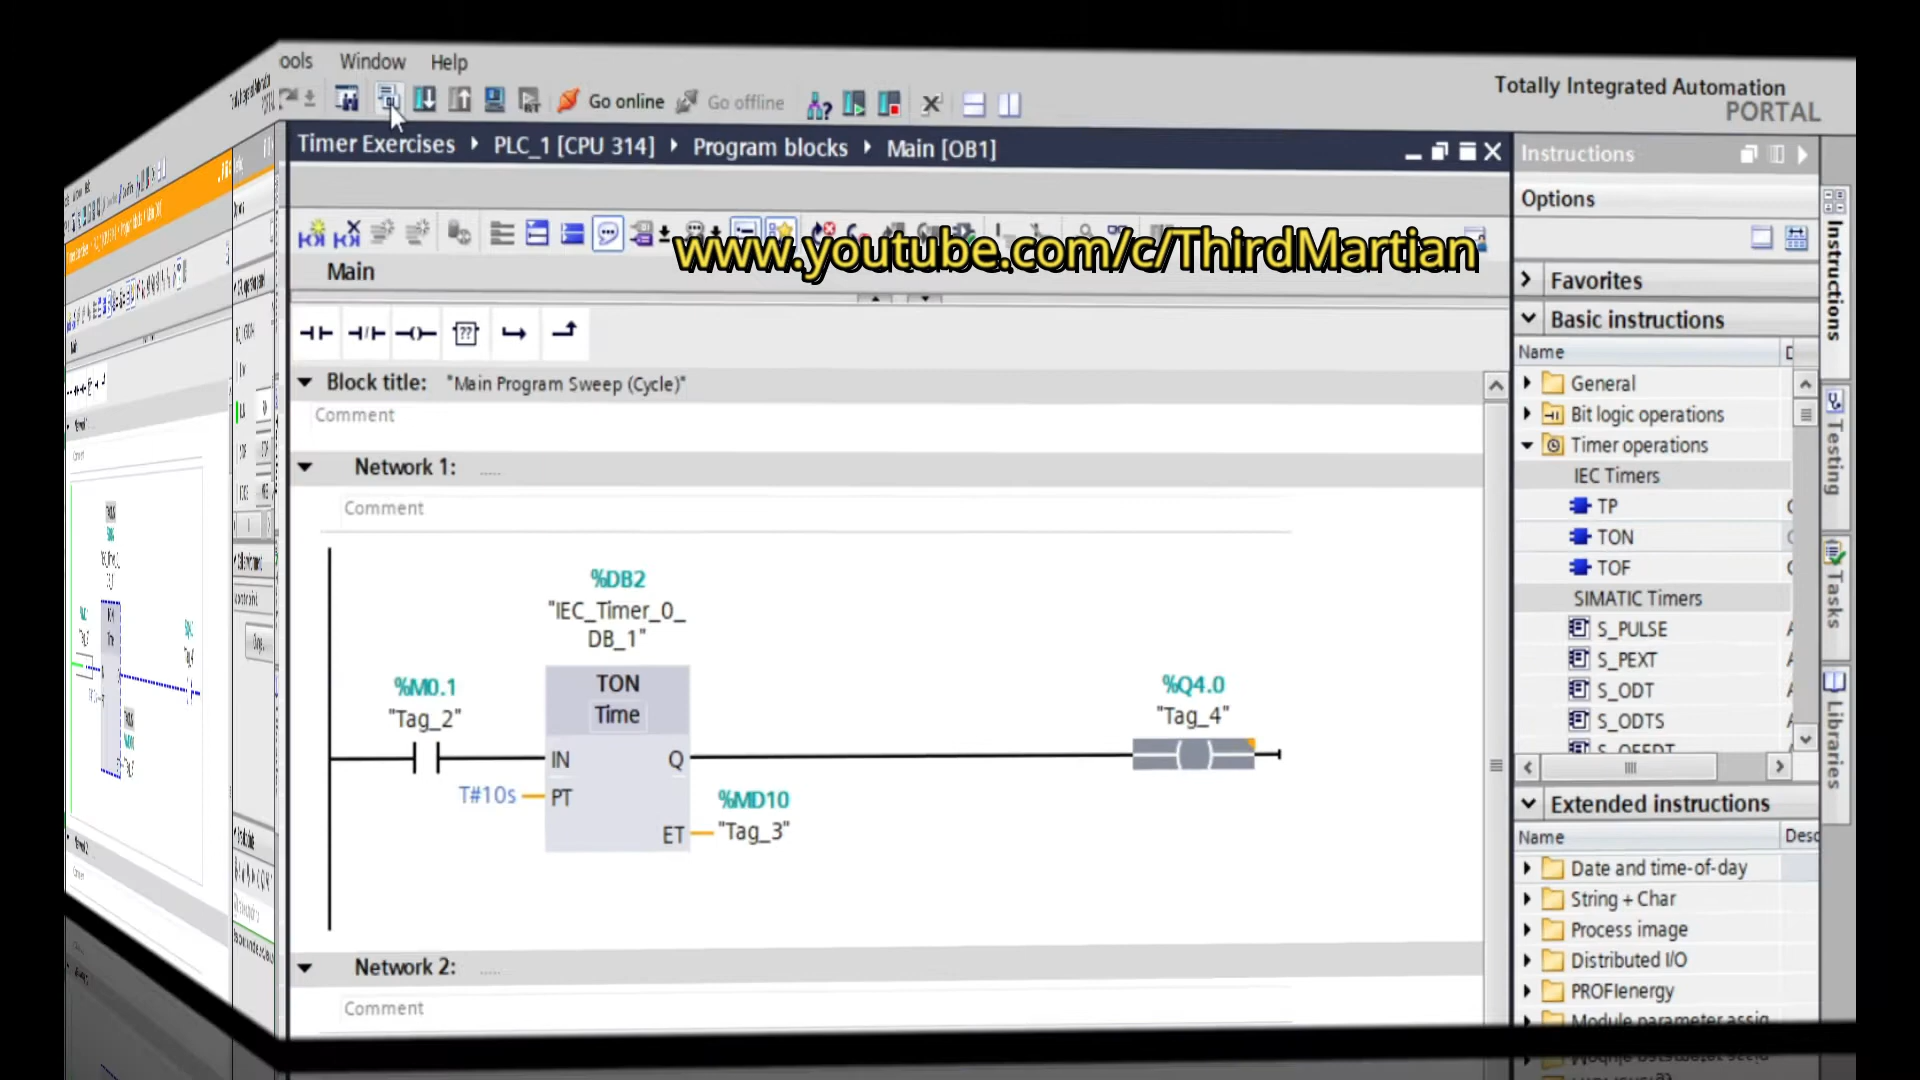 ools Window Help
Totally Integrated Automation
PORTAL
Go online Go offline
Timer Exercises PLC_1 [CPU 314] Program blocks Main [OB1]
Instructions
Options
www.youtube.com/c/ThirdMartian
Main
Favorites
Basic instructions
Name
Block title: "Main Program Sweep (Cycle)"
Comment
General
Bit logic operations
Timer operations
Network 1: .....
IEC Timers
Comment
TP
TON
TOF
SIMATIC Timers
S_PULSE
S_PEXT
S_ODT
S_ODTS
S_OFFDT
%DB2
"IEC_Timer_0_
DB_1"
TON
Time
%M0.1
"Tag_2"
%Q4.0
"Tag_4"
IN Q
T#10s PT
%MD10
ET "Tag_3"
Extended instructions
Name Desc
Date and time-of-day
String + Char
Process image
Distributed I/O
PROFIenergy
Module parameter assig
Network 2: .....
Comment
Instructions
Testing
Tasks
Libraries